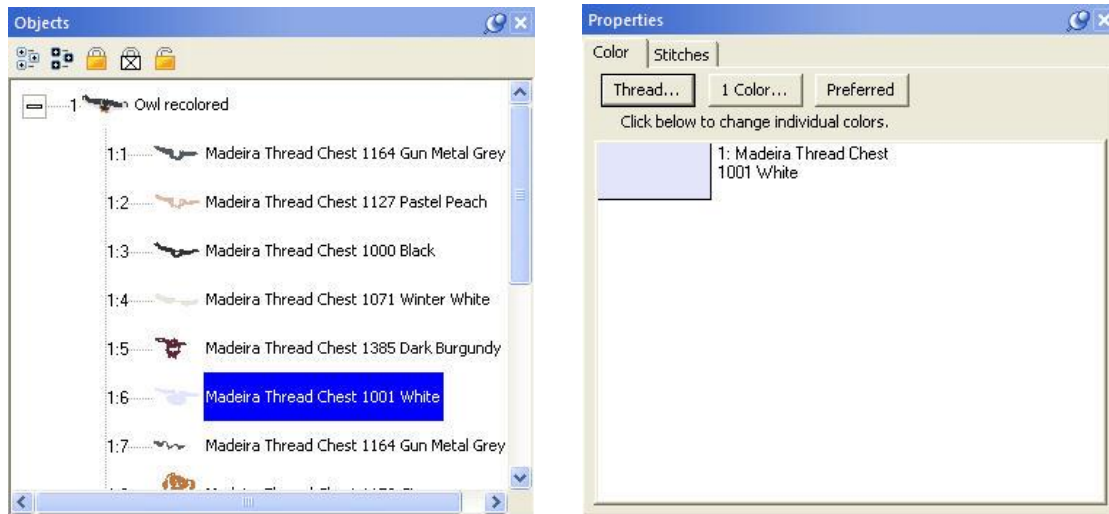 Objects
1 Owl recolored
1:1 Madeira Thread Chest 1164 Gun Metal Grey
1:2 Madeira Thread Chest 1127 Pastel Peach
1:3 Madeira Thread Chest 1000 Black
1:4 Madeira Thread Chest 1071 Winter White
1:5 Madeira Thread Chest 1385 Dark Burgundy
1:6 Madeira Thread Chest 1001 White
1:7 Madeira Thread Chest 1164 Gun Metal Grey
Properties
Color Stitches
Thread... 1 Color... Preferred
Click below to change individual colors.
1: Madeira Thread Chest
1001 White